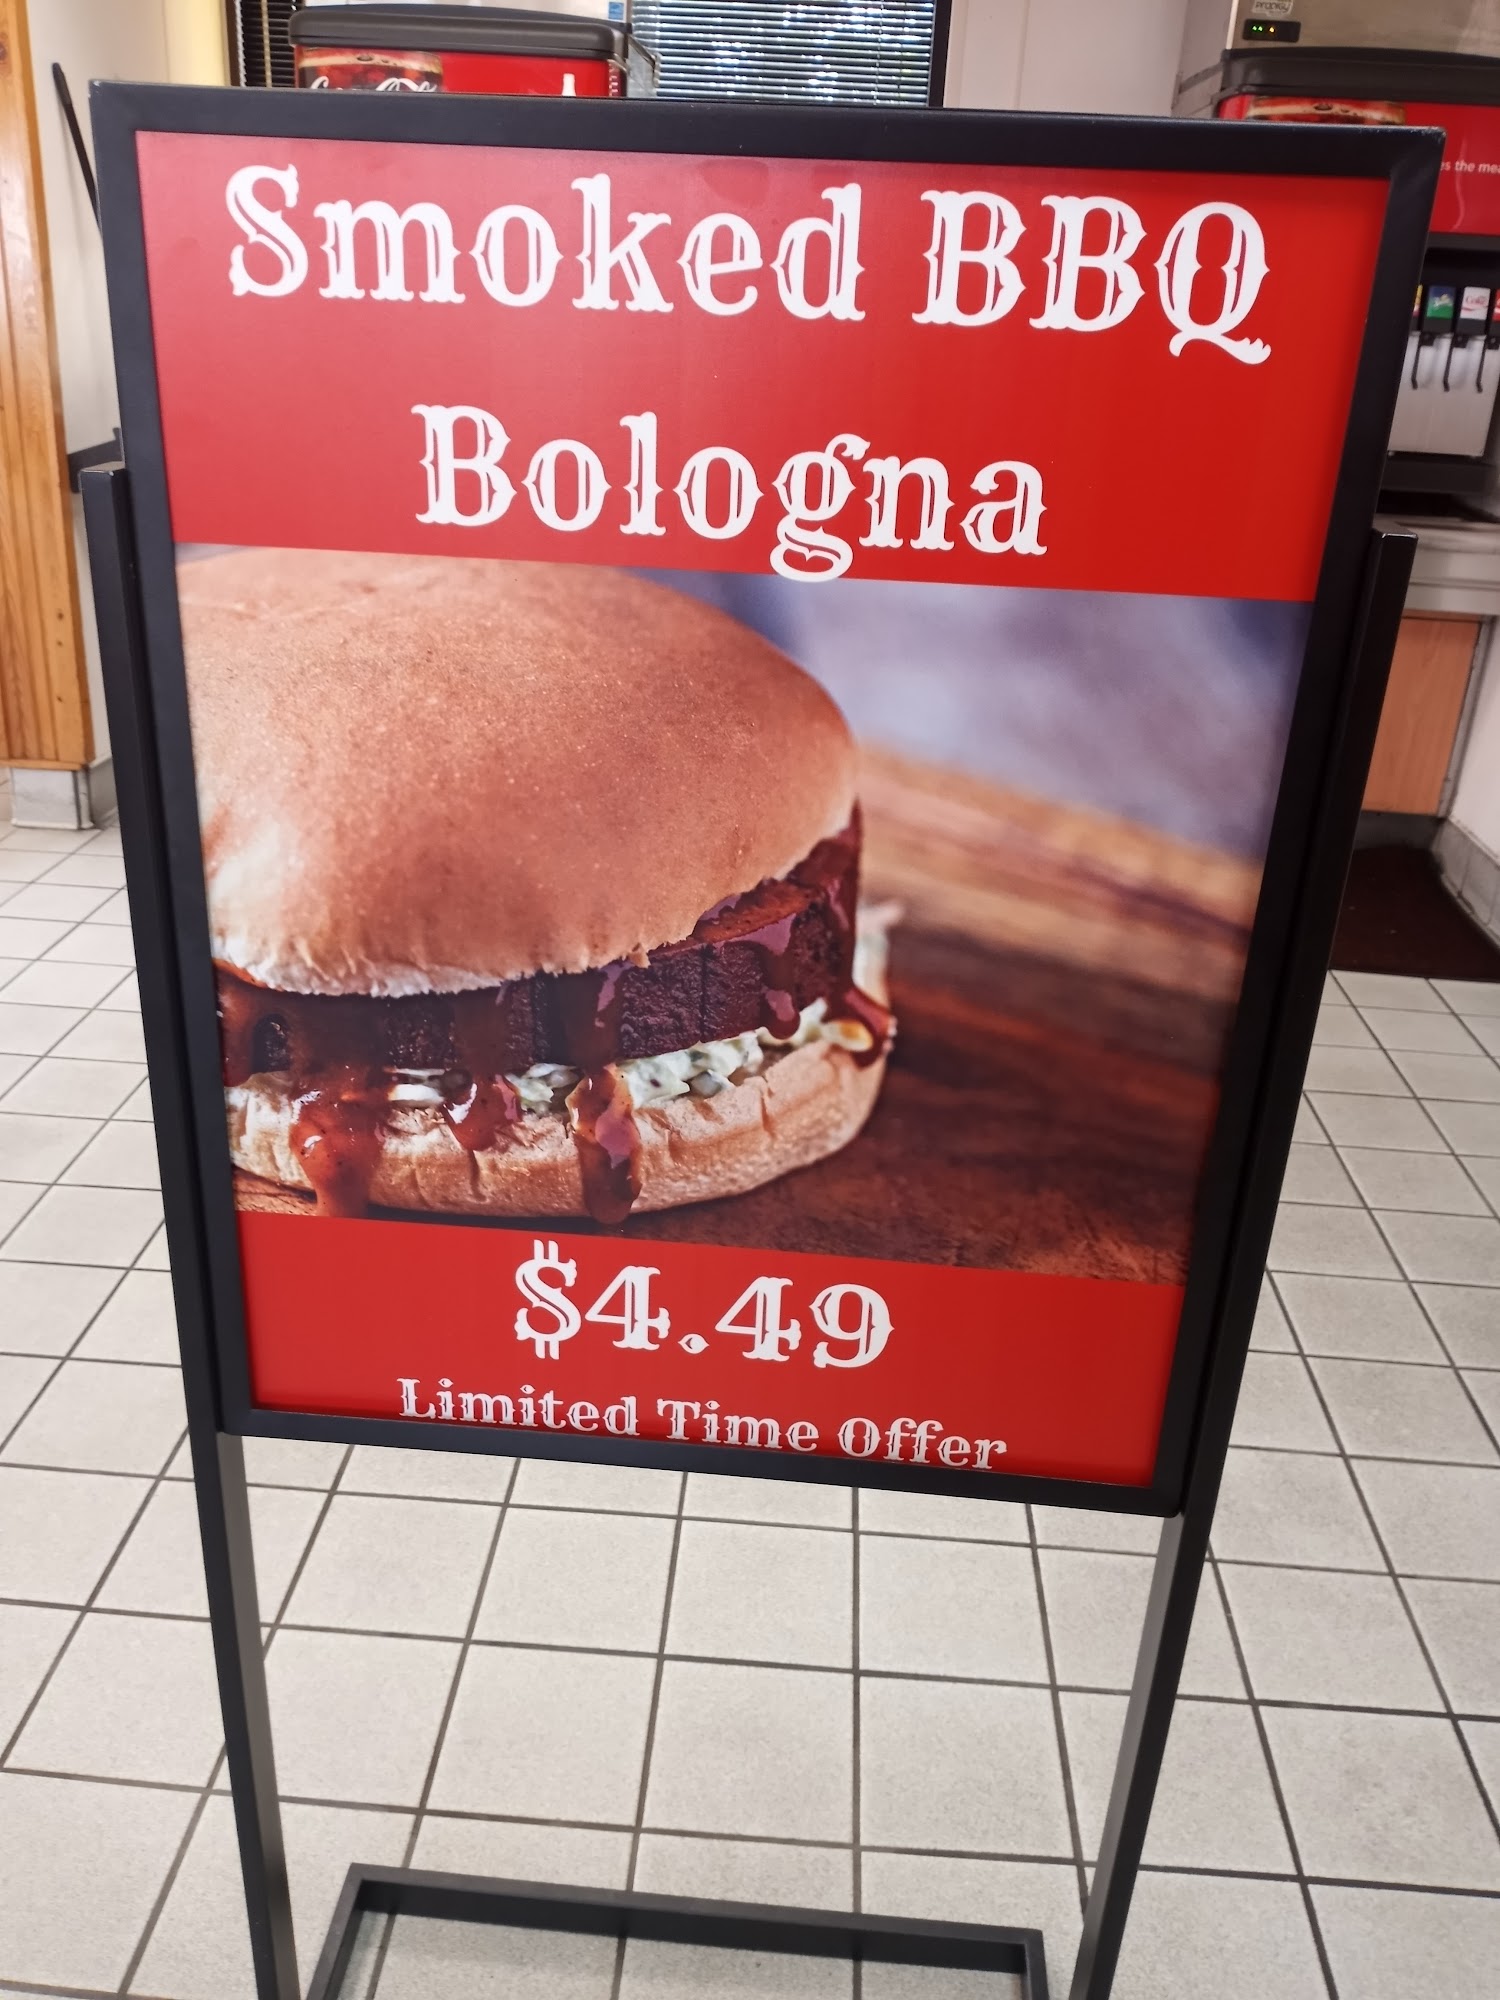 Smoked BBQ
Bologna
$4.49
Limited Time Offer